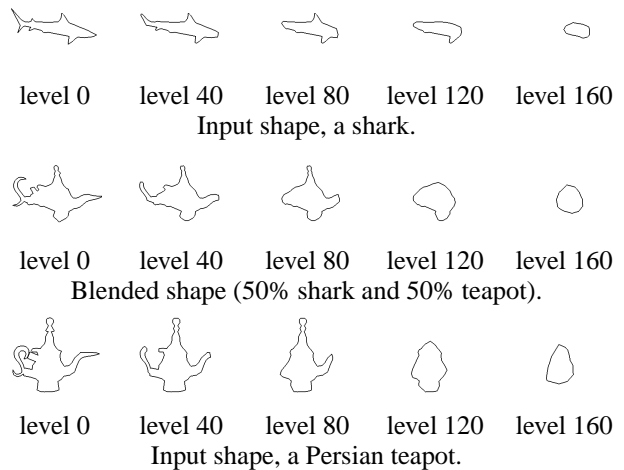 level 0 level 40 level 80 level 120 level 160
Input shape, a shark.
level 0 level 40 level 80 level 120 level 160
Blended shape (50% shark and 50% teapot).
level 0 level 40 level 80 level 120 level 160
Input shape, a Persian teapot.